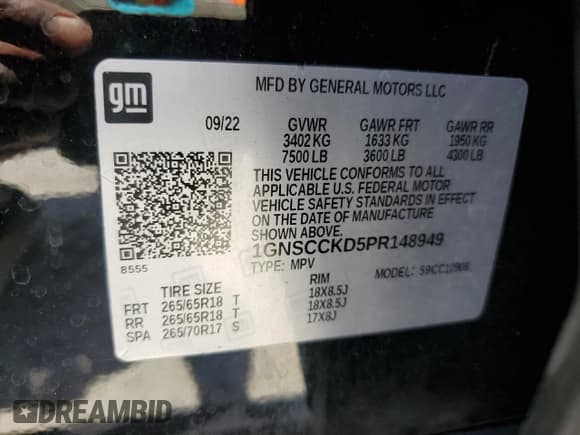 gm
MFD BY GENERAL MOTORS LLC
09/22 GVWR GAWR FRT GAWR RR
3402 KG 1633 KG 1950 KG
7500 LB 3600 LB 4300 LB
THIS VEHICLE CONFORMS TO ALL
APPLICABLE U.S. FEDERAL MOTOR
VEHICLE SAFETY STANDARDS IN EFFECT
ON THE DATE OF MANUFACTURE
SHOWN ABOVE.
1GNSCCKD5PR148949
8555
TYPE: MPV MODEL: S9CC10906
TIRE SIZE RIM
FRT 265/65R18 T 18X8.5J
RR 265/65R18 T 18X8.5J
SPA 265/70R17 S 17X8J
DREAMBID